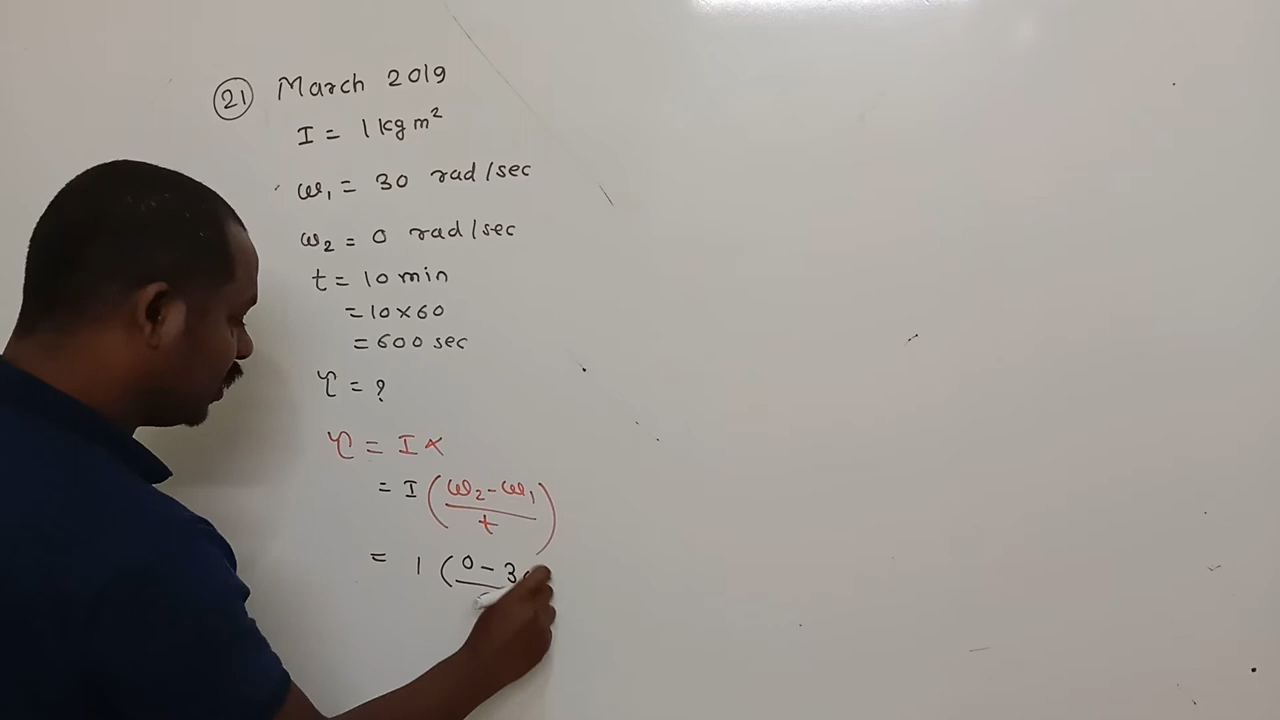 (21) March 2019
I = 1 kg m²
ω₁ = 30 rad/sec
ω₂ = 0 rad/sec
t = 10 min
= 10×60
= 600 sec
τ = ?
τ = I α
= I ( (ω₂-ω₁) / t )
= 1 ( 0 - 3